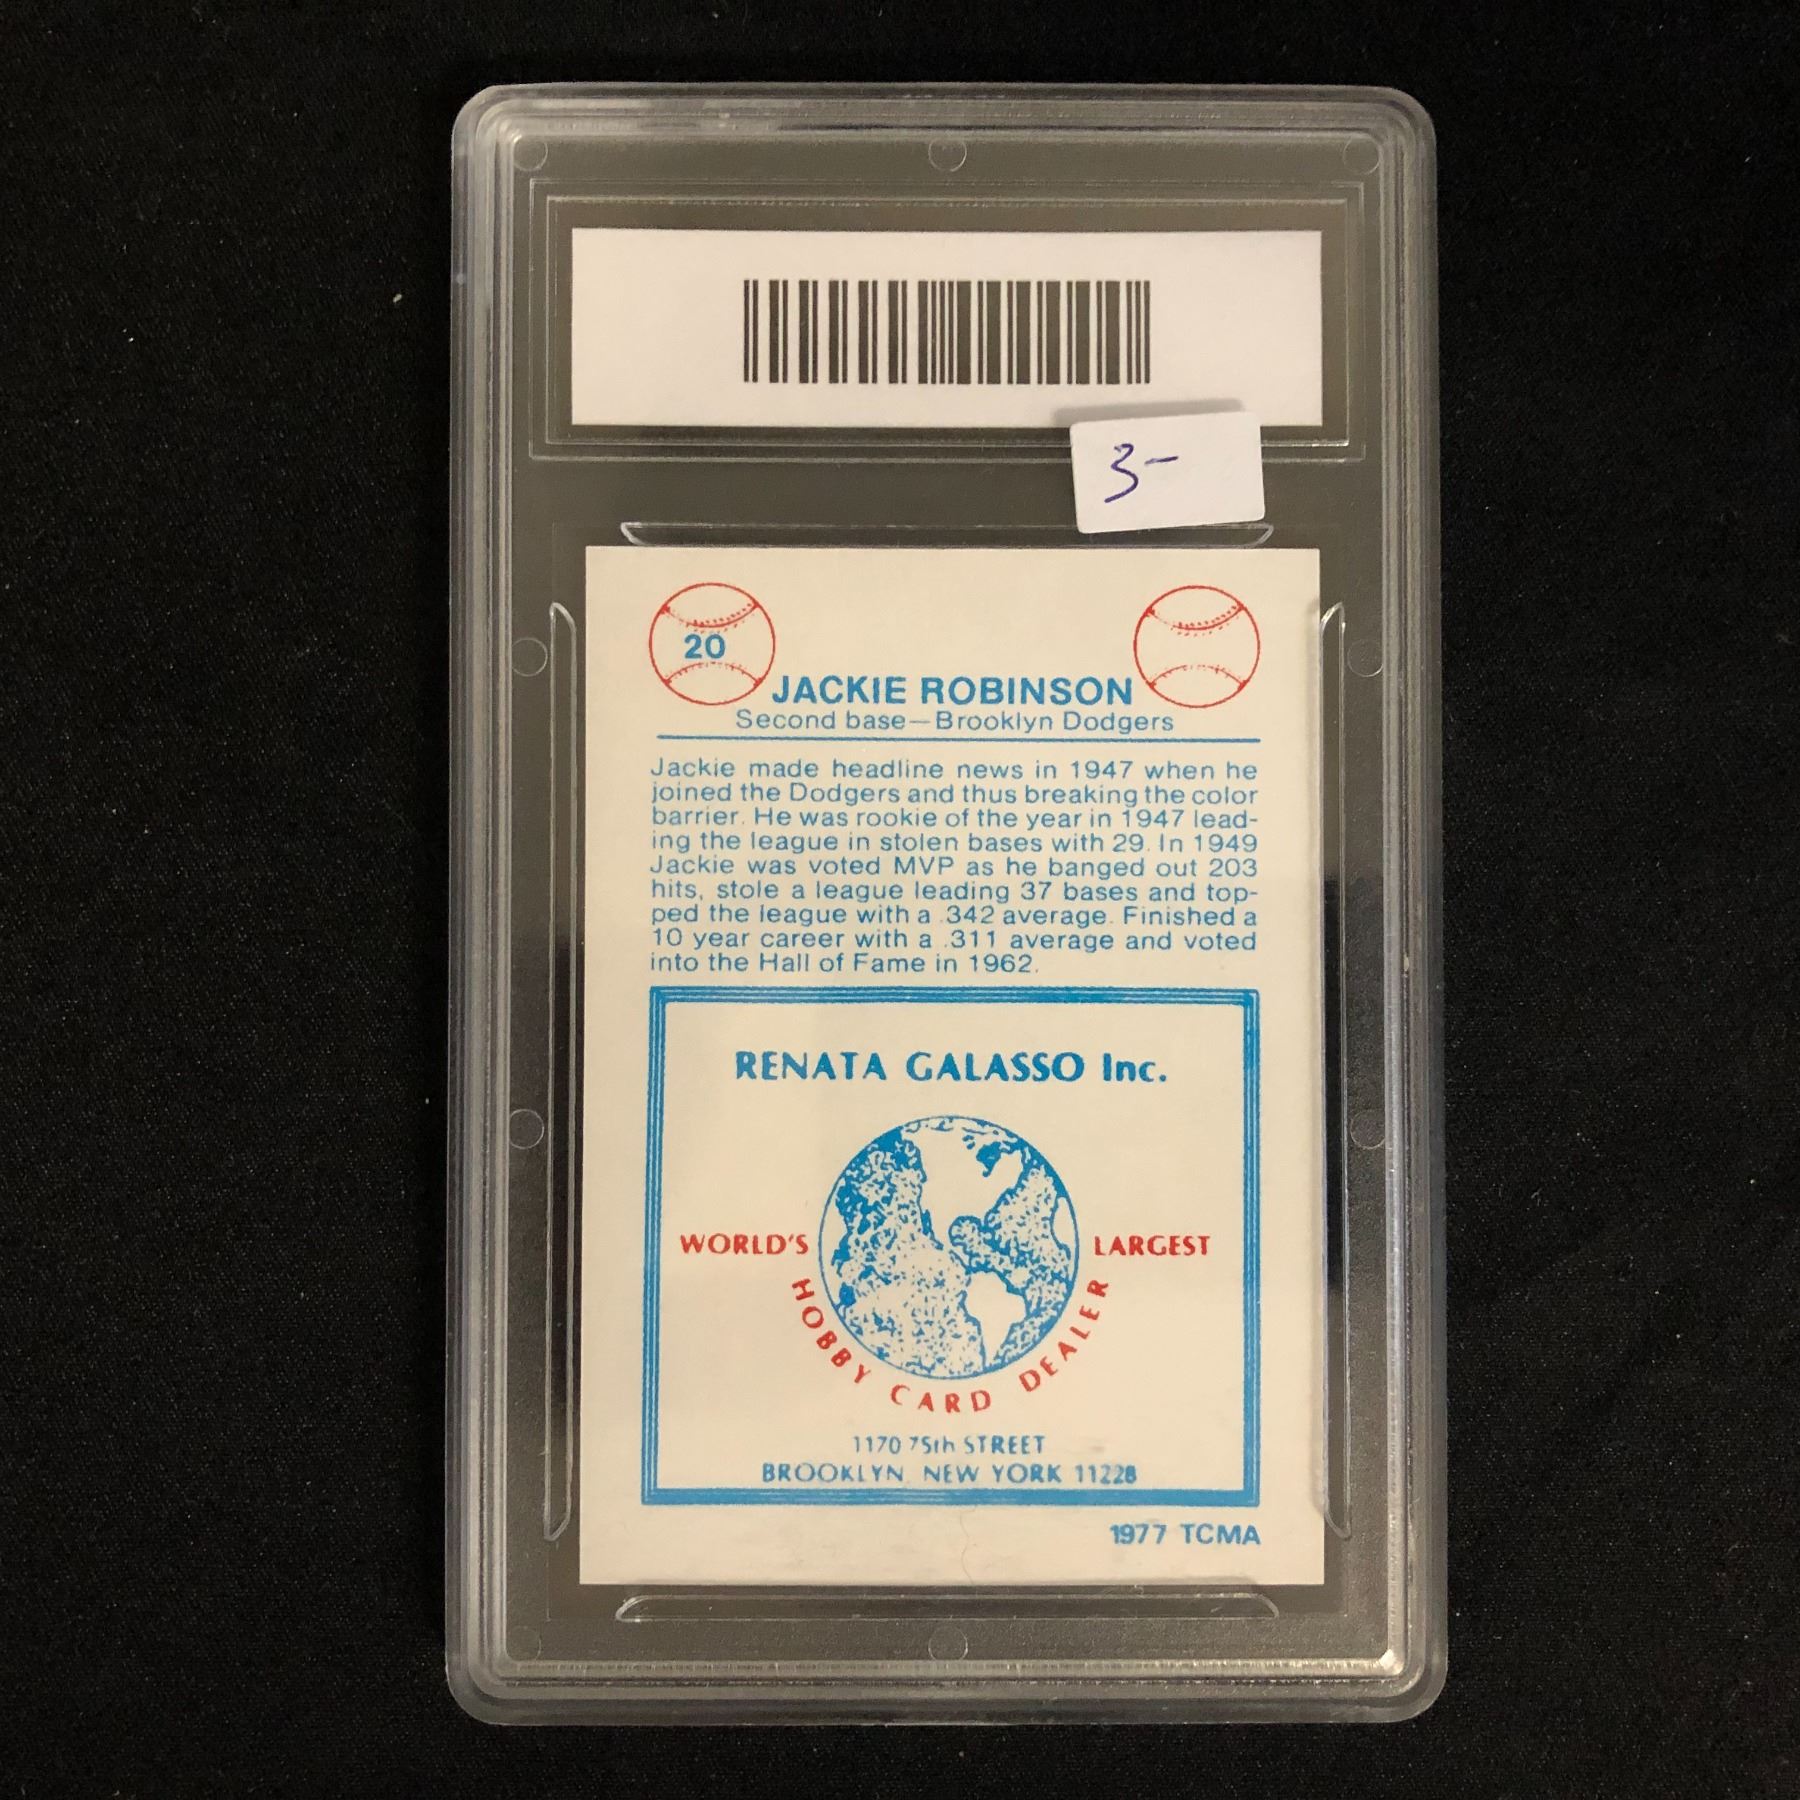 3-
20
JACKIE ROBINSON
Second base—Brooklyn Dodgers
Jackie made headline news in 1947 when he
joined the Dodgers and thus breaking the color
barrier. He was rookie of the year in 1947 lead-
ing the league in stolen bases with 29. In 1949
Jackie was voted MVP as he banged out 203
hits, stole a league leading 37 bases and top-
ped the league with a .342 average. Finished a
10 year career with a .311 average and voted
into the Hall of Fame in 1962.
RENATA GALASSO Inc.
WORLD'S LARGEST
HOBBY CARD DEALER
1170 75th STREET
BROOKLYN, NEW YORK 11228
1977 TCMA